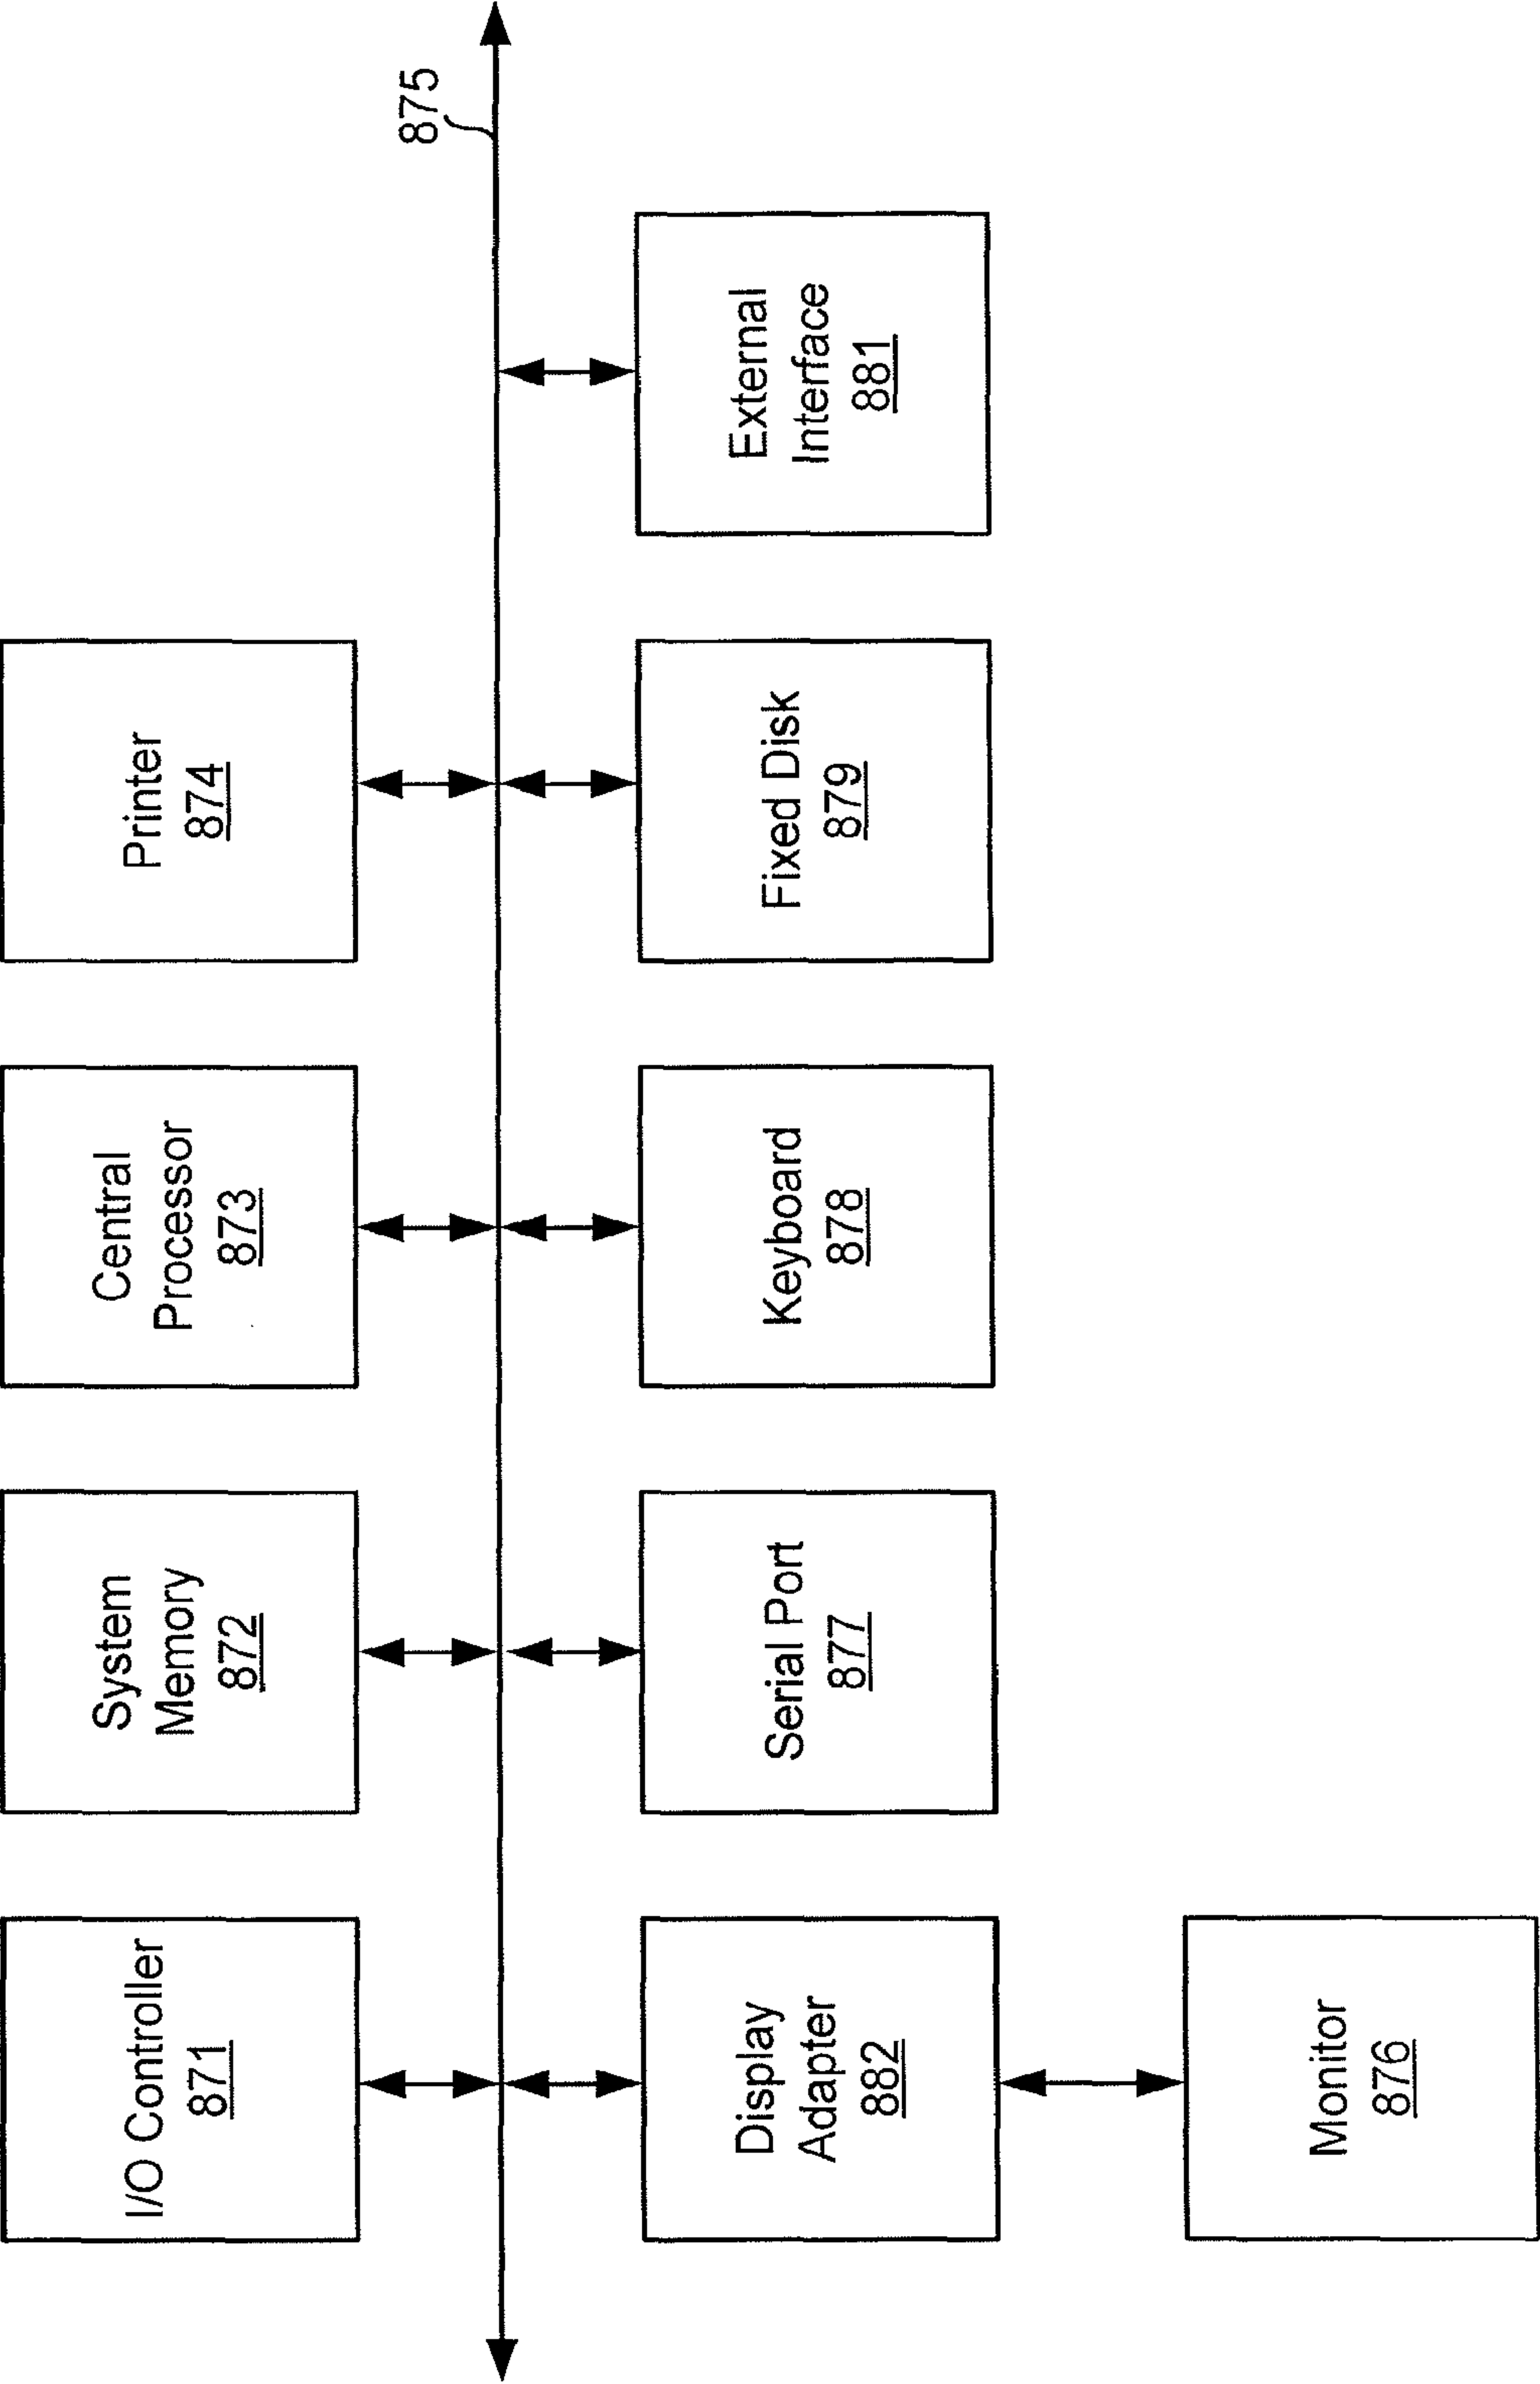 I/O Controller
871
System
Memory
872
Central
Processor
873
Printer
874
875
Display
Adapter
882
Serial Port
877
Keyboard
878
Fixed Disk
879
External
Interface
881
Monitor
876